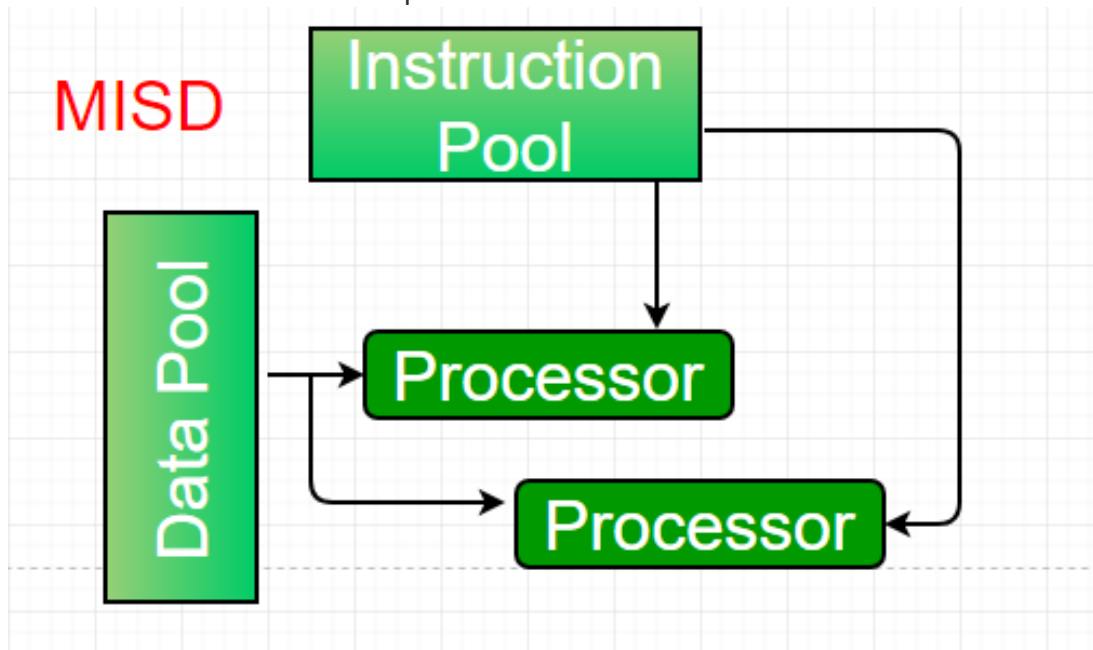 MISD
Instruction
Pool
Data Pool
Processor
Processor